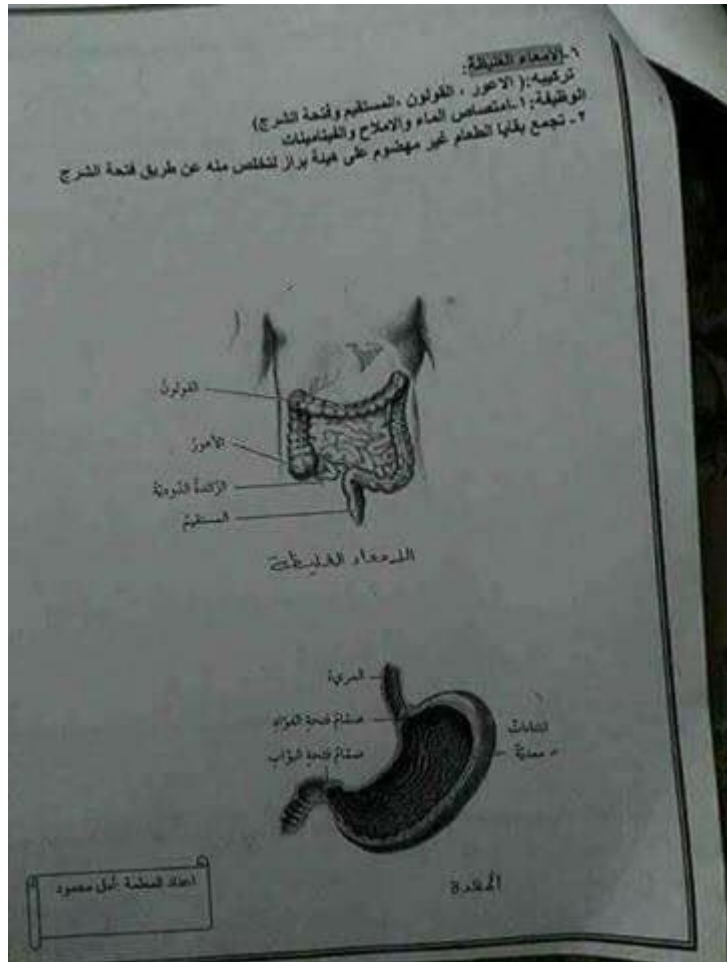 ٦-الأمعاء الغليظة:
تركيبه:( الاعور ، القولون ،المستقيم وفتحة الشرج)
الوظيفة: ١-امتصاص الماء والاملاح والفيتامينات
٢- تجمع بقايا الطعام غير مهضوم على هيئة براز لتخلص منه عن طريق فتحة الشرج
القولون
الأعور
الزائدة الدودية
المستقيم
الامعاء الغليظة
المريء
صمام فتحة الفؤاد
صمام فتحة البواب
انثناءات
معدية
المعدة
اعداد المعلمة :أمل محمود